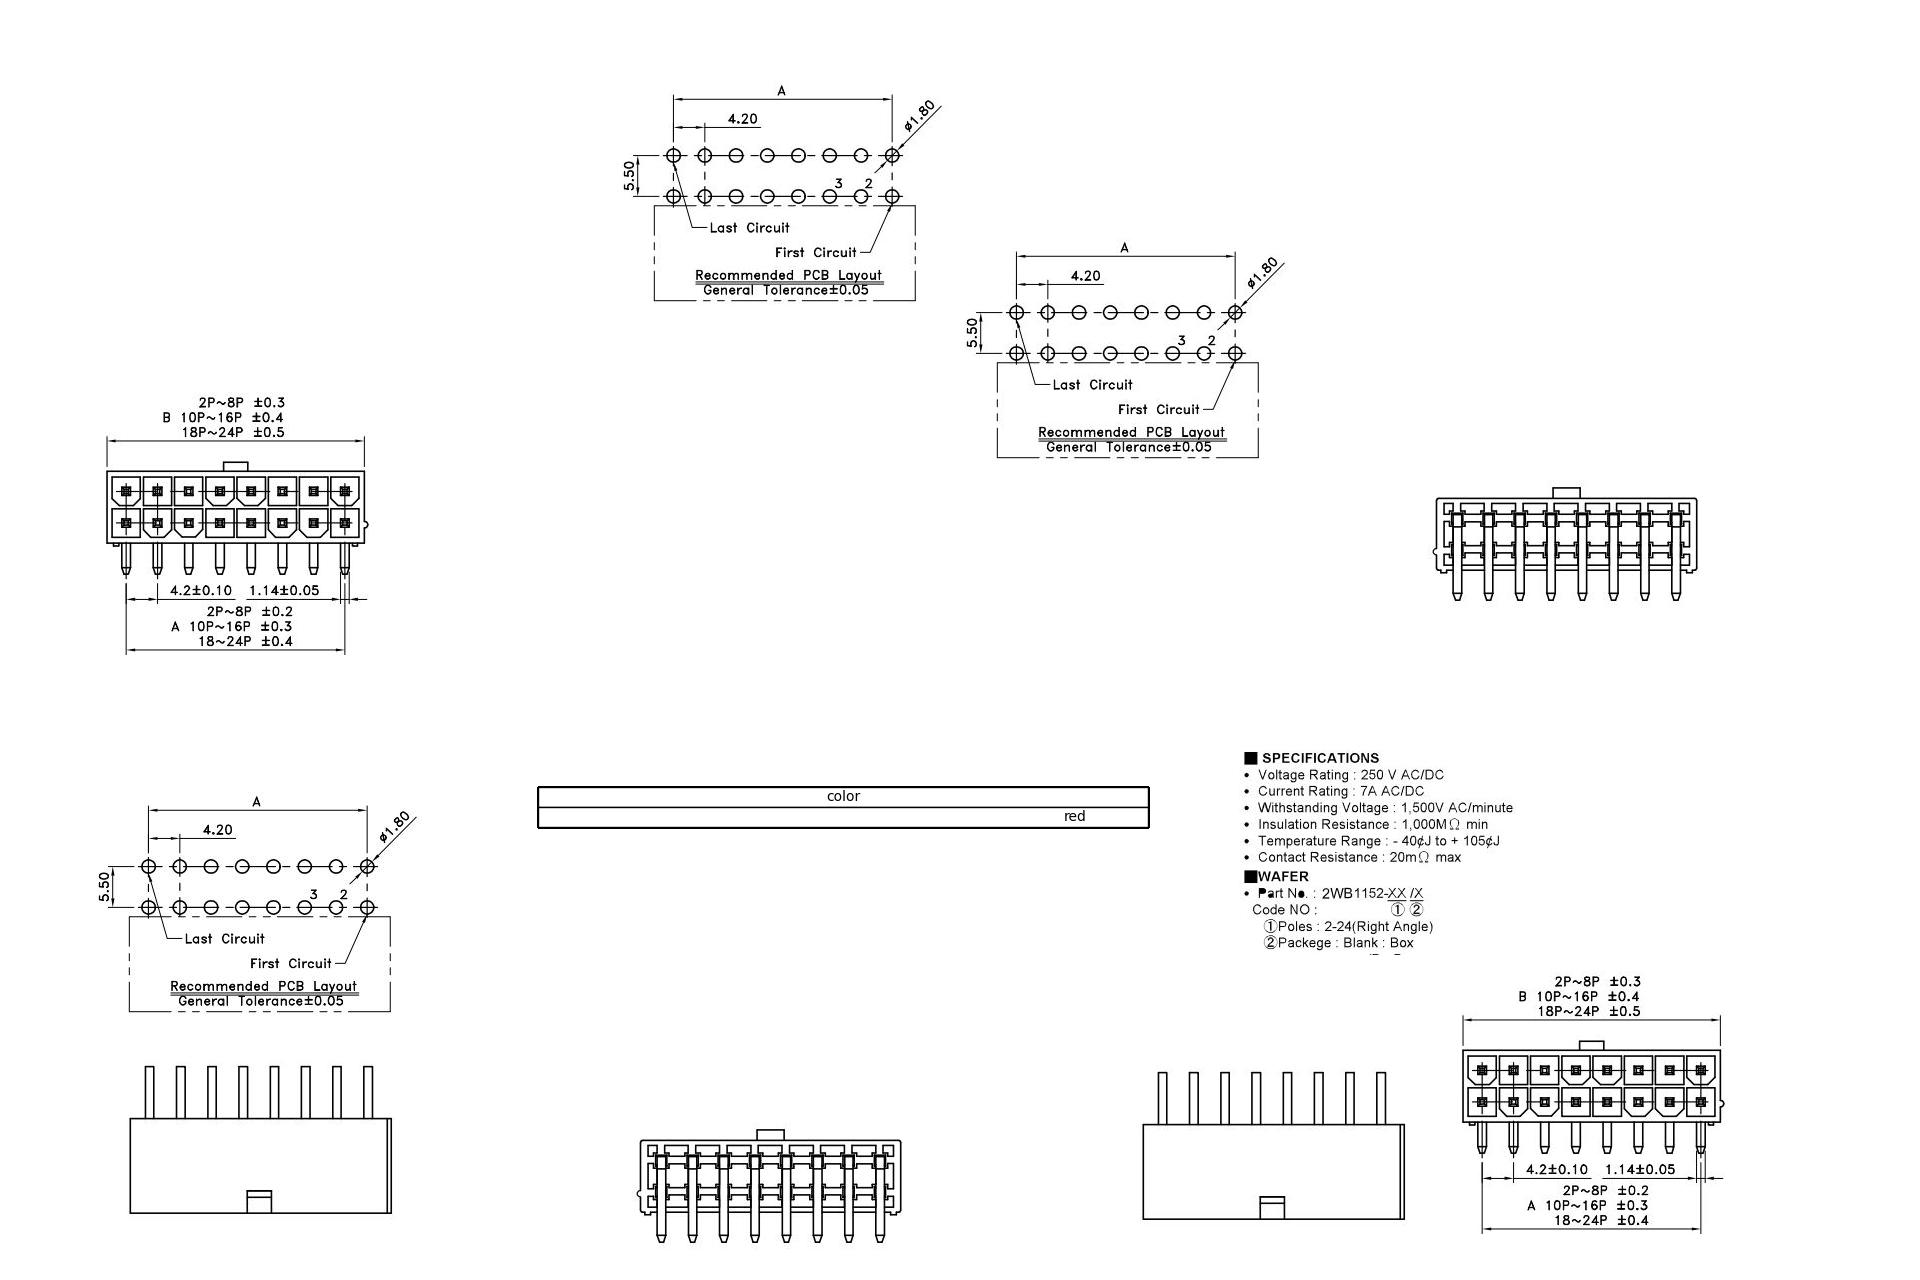 A
4.20
ø1.80
5.50
3 2
Last Circuit
First Circuit
Recommended PCB Layout
General Tolerance±0.05
A
4.20
ø1.80
5.50
3 2
Last Circuit
First Circuit
Recommended PCB Layout
General Tolerance±0.05
2P~8P ±0.3
B 10P~16P ±0.4
18P~24P ±0.5
4.2±0.10 1.14±0.05
2P~8P ±0.2
A 10P~16P ±0.3
18~24P ±0.4
color
red
■ SPECIFICATIONS
• Voltage Rating : 250 V AC/DC
• Current Rating : 7A AC/DC
• Withstanding Voltage : 1,500V AC/minute
• Insulation Resistance : 1,000MΩ min
• Temperature Range : - 40¢J to + 105¢J
• Contact Resistance : 20mΩ max
■WAFER
• Part No. : 2WB1152-XX /X
Code NO : ① ②
①Poles : 2-24(Right Angle)
②Packege : Blank : Box
A
4.20
ø1.80
5.50
3 2
Last Circuit
First Circuit
Recommended PCB Layout
General Tolerance±0.05
2P~8P ±0.3
B 10P~16P ±0.4
18P~24P ±0.5
4.2±0.10 1.14±0.05
2P~8P ±0.2
A 10P~16P ±0.3
18~24P ±0.4